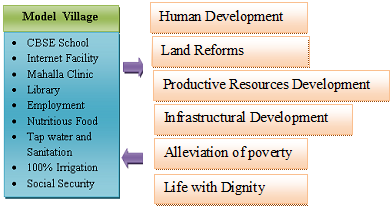 Model Village
• CBSE School
• Internet Facility
• Mahalla Clinic
• Library
• Employment
• Nutritious Food
• Tap water and
Sanitation
• 100% Irrigation
• Social Security
Human Development
Land Reforms
Productive Resources Development
Infrastructural Development
Alleviation of poverty
Life with Dignity